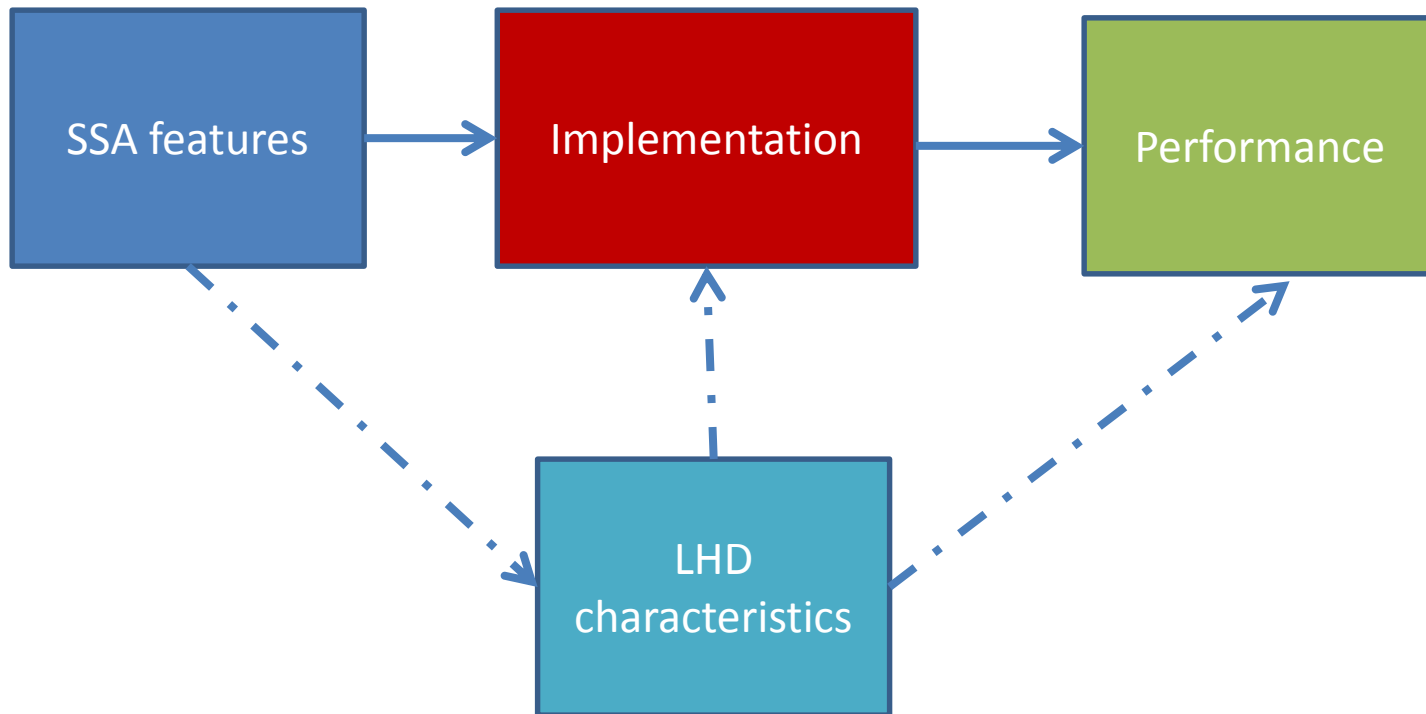 SSA features
Implementation
Performance
LHD
characteristics